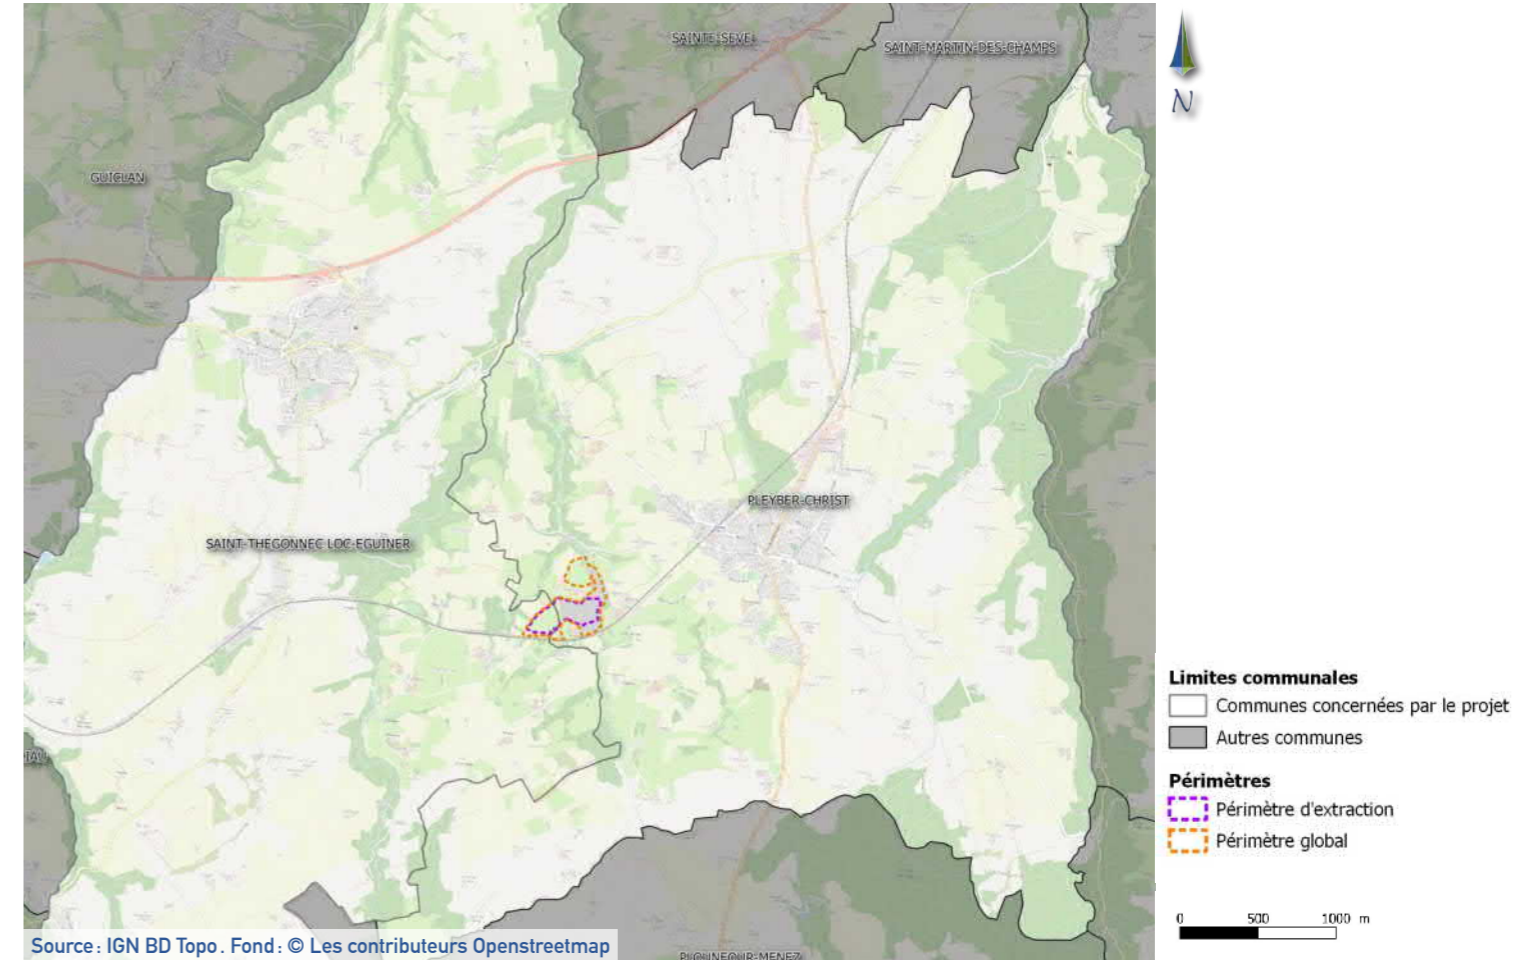 SAINTE-SEVE
SAINT-MARTIN-DES-CHAMPS
N
GUICLAN
PLEYBER-CHRIST
SAINT-THEGONNEC LOC-EGUINER
Limites communales
Communes concernées par le projet
Autres communes
Périmètres
Périmètre d'extraction
Périmètre global
0 500 1000 m
Source : IGN BD Topo . Fond : © Les contributeurs Openstreetmap
PLOUNEOUR-MENEZ